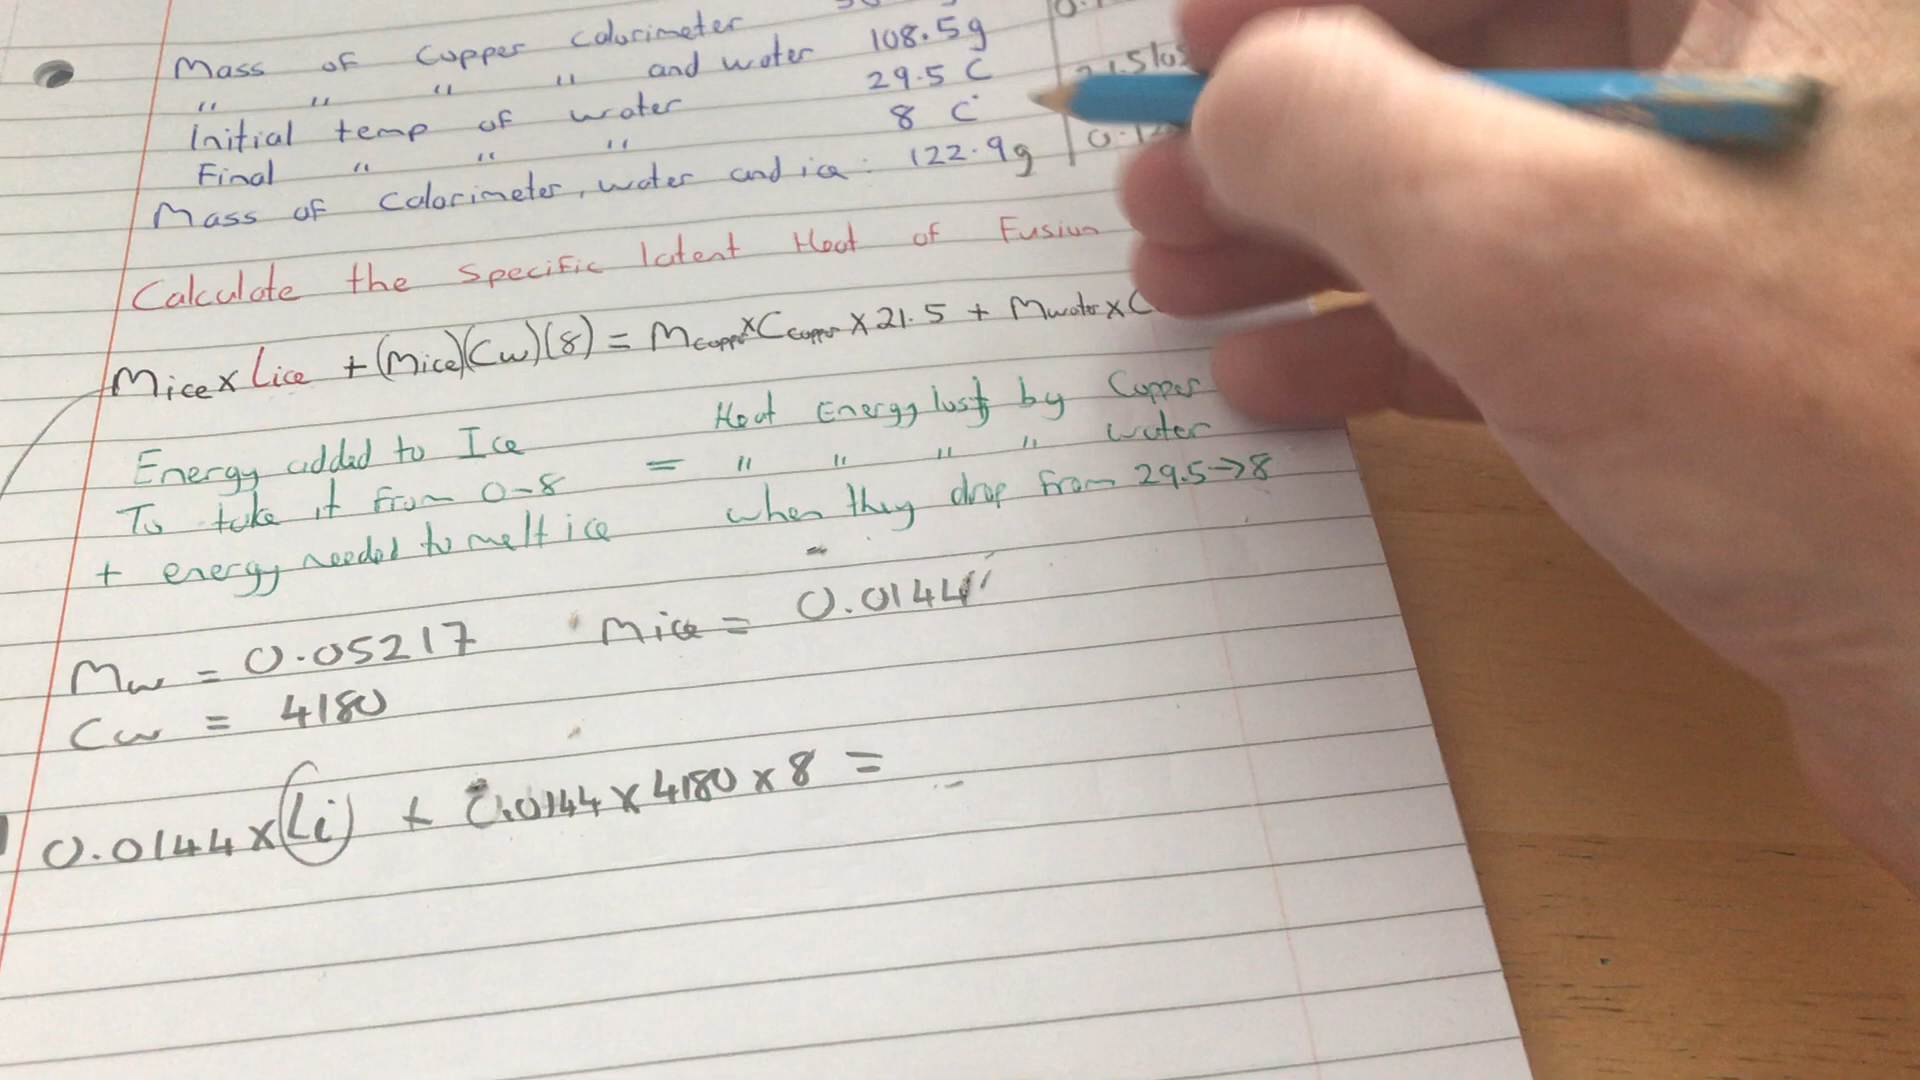 Mass of Copper Calorimeter
" " " " and water 108.5g
Initial temp of water 29.5 C
Final " " " 8 C
Mass of Calorimeter, water and ice : 122.9g
Calculate the Specific latent Heat of Fusion
Mice x Lice + (Mice)(Cw)(8) = Mcopper x Ccopper x 21.5 + Mwater x C
Energy added to Ice
To take it from 0-8
+ energy needed to melt ice
=
Heat Energy lost by Copper
" " " " water
when they drop from 29.5→8
Mw = 0.05217 Mice = 0.0144
Cw = 4180
0.0144 x (Li) + 0.0144 x 4180 x 8 =